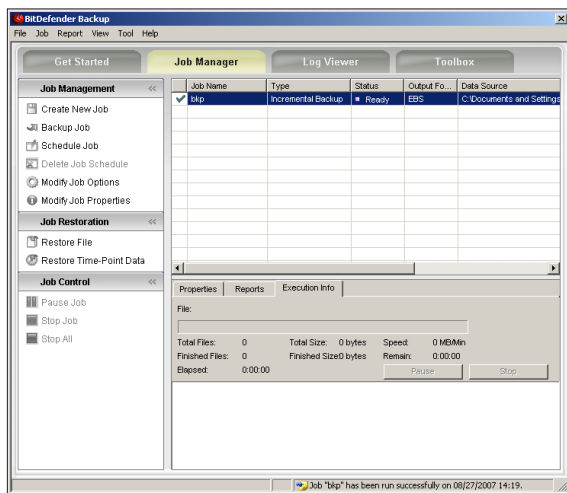 BitDefender Backup
File Job Report View Tool Help
Get Started Job Manager Log Viewer Toolbox
Job Management
Create New Job
Backup Job
Schedule Job
Delete Job Schedule
Modify Job Options
Modify Job Properties
Job Restoration
Restore File
Restore Time-Point Data
Job Control
Pause Job
Stop Job
Stop All
Job Name Type Status Output Fo... Data Source
bkp Incremental Backup Ready EBS C:\Documents and Settings
Properties Reports Execution Info
File:
Total Files: 0 Total Size: 0 bytes Speed: 0 MB/Min
Finished Files: 0 Finished Size:0 bytes Remain: 0:00:00
Elapsed: 0:00:00 Pause Stop
Job "bkp" has been run successfully on 08/27/2007 14:19.